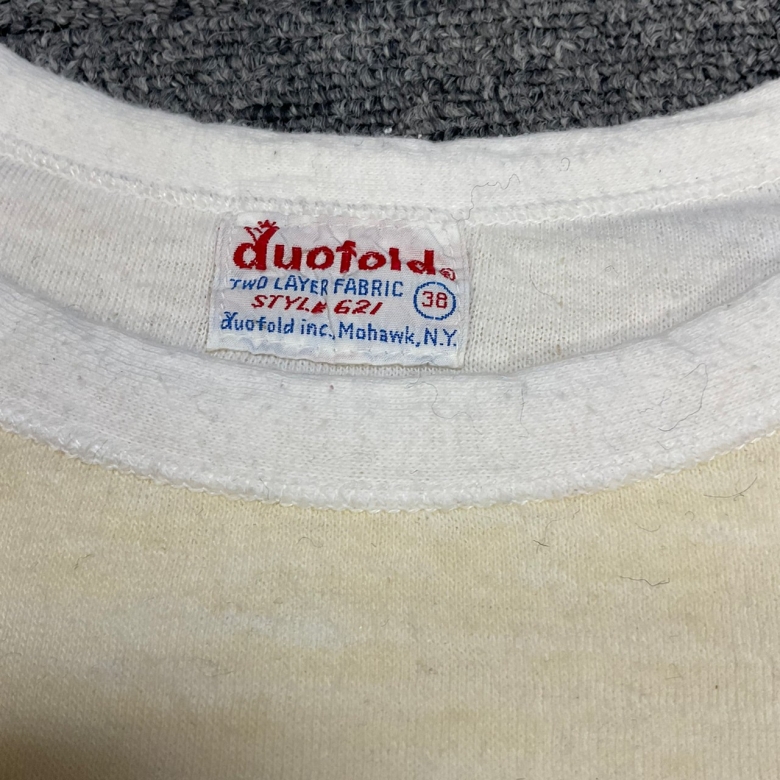 duofold®
TWO LAYER FABRIC 38
STYLE 621
duofold inc., Mohawk, N.Y.